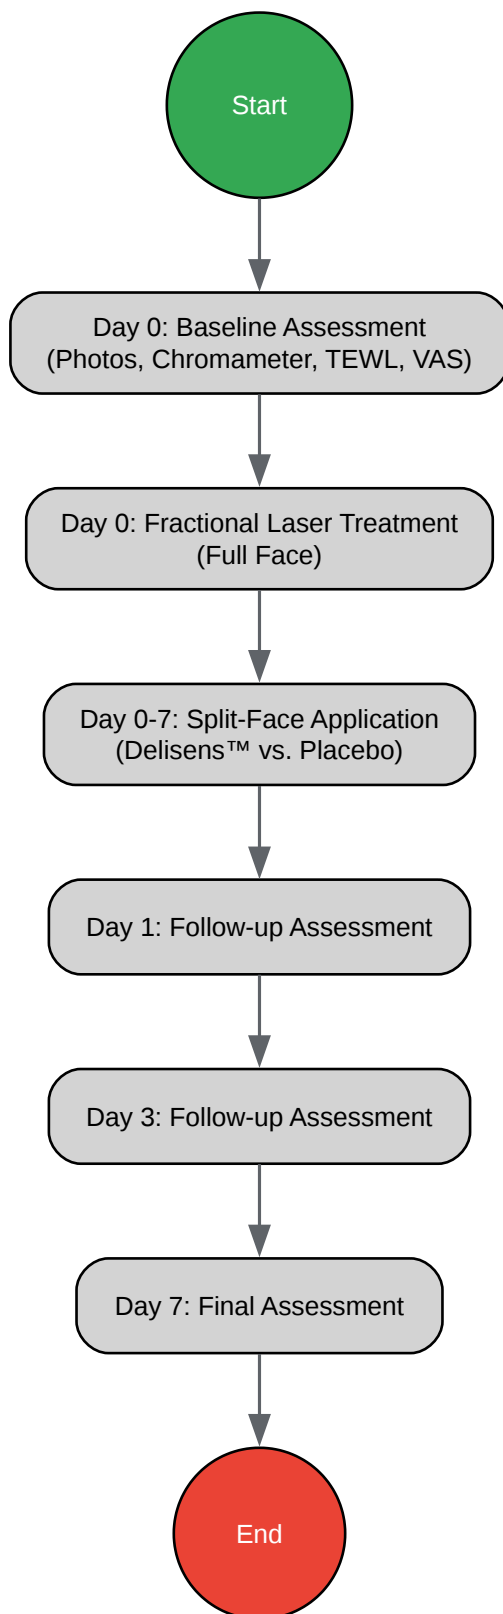 Start
Day 0: Baseline Assessment
(Photos, Chromameter, TEWL, VAS)
Day 0: Fractional Laser Treatment
(Full Face)
Day 0-7: Split-Face Application
(Delisens™ vs. Placebo)
Day 1: Follow-up Assessment
Day 3: Follow-up Assessment
Day 7: Final Assessment
End